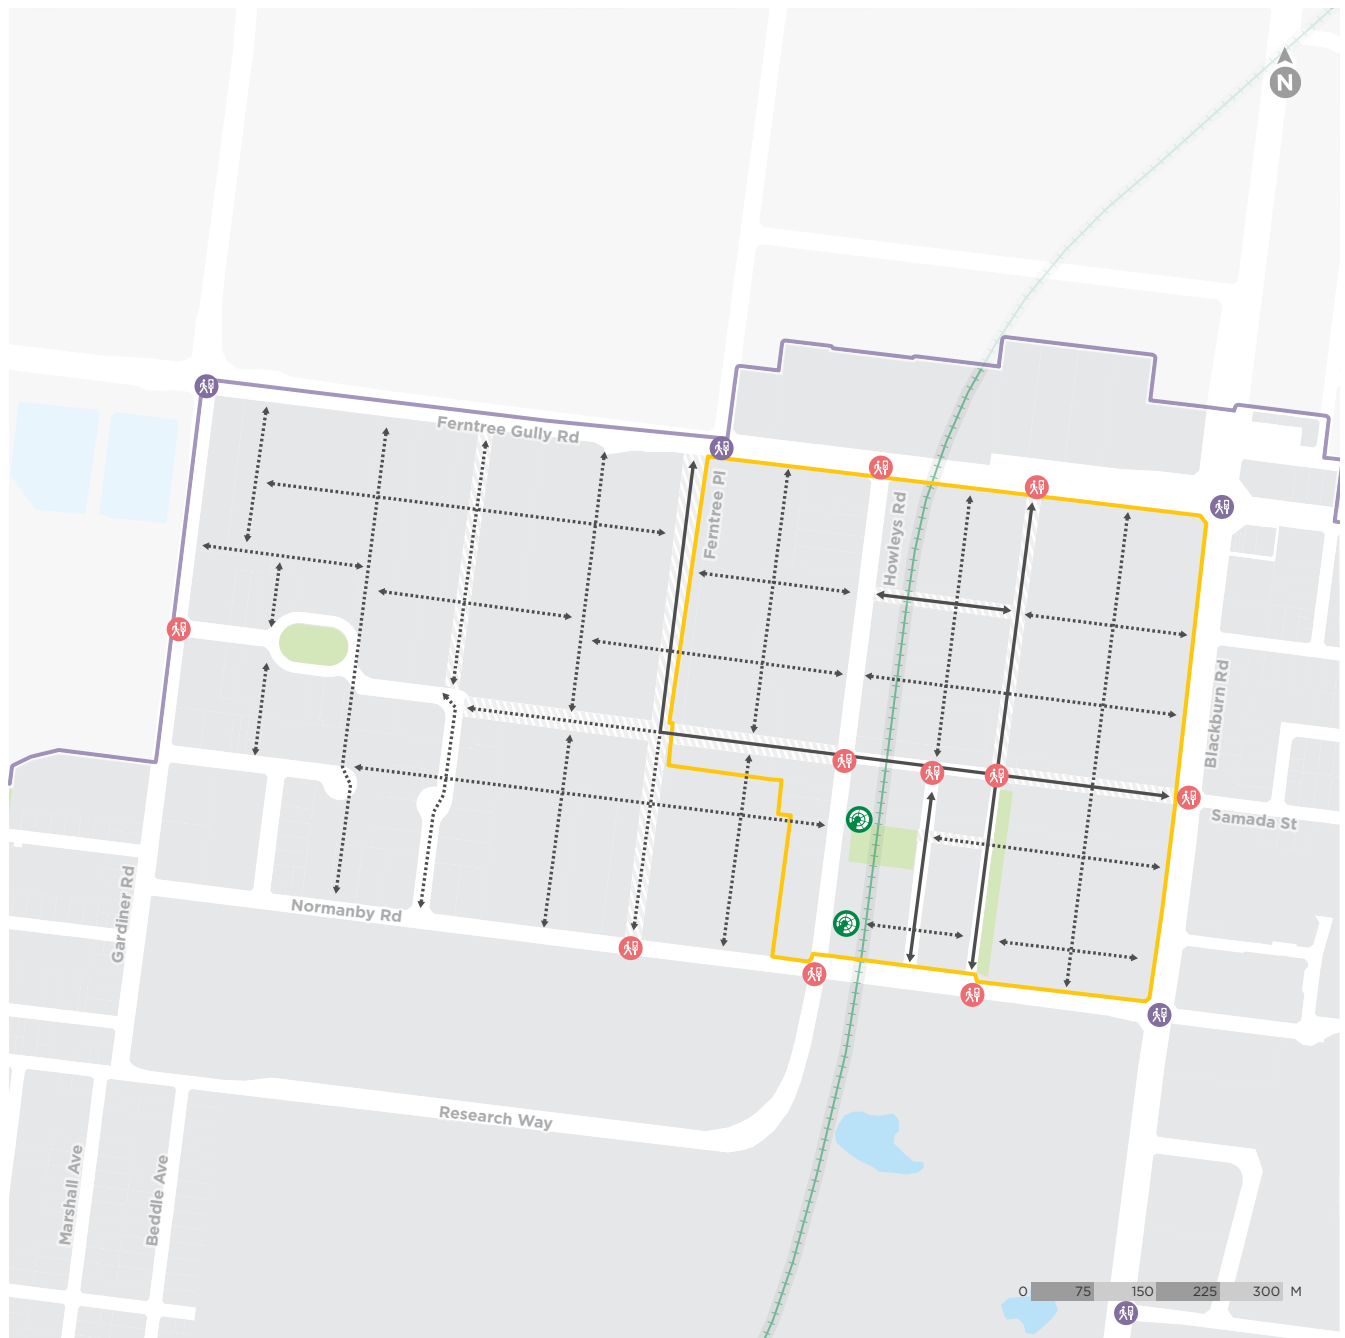 N
Ferntree Gully Rd
Ferntree Pl
Howleys Rd
Blackburn Rd
Samada St
Gardiner Rd
Normanby Rd
Research Way
Marshall Ave
Beddle Ave
0 75 150 225 300 M